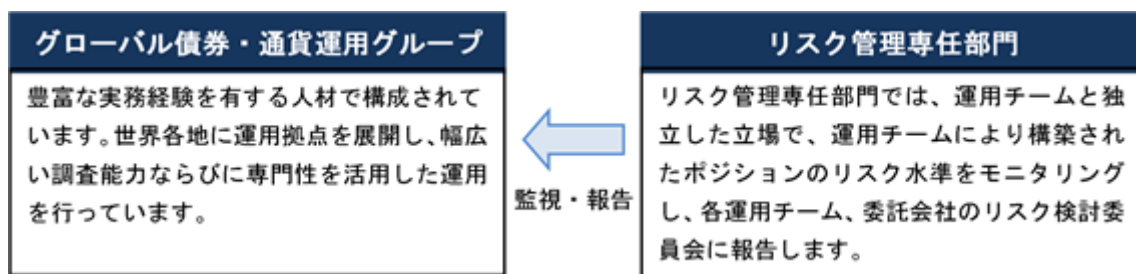 グローバル債券・通貨運用グループ
豊富な実務経験を有する人材で構成されて
います。世界各地に運用拠点を展開し、幅広
い調査能力ならびに専門性を活用した運用
を行っています。
監視・報告
リスク管理専任部門
リスク管理専任部門では、運用チームと独
立した立場で、運用チームにより構築され
たポジションのリスク水準をモニタリング
し、各運用チーム、委託会社のリスク検討委
員会に報告します。